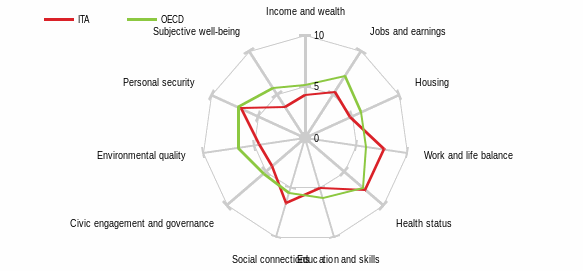 ITA
OECD
Income and wealth
Subjective well-being
Jobs and earnings
10
Personal security
Housing
5
0
Environmental quality
Work and life balance
Civic engagement and governance
Health status
Social connections
Education and skills